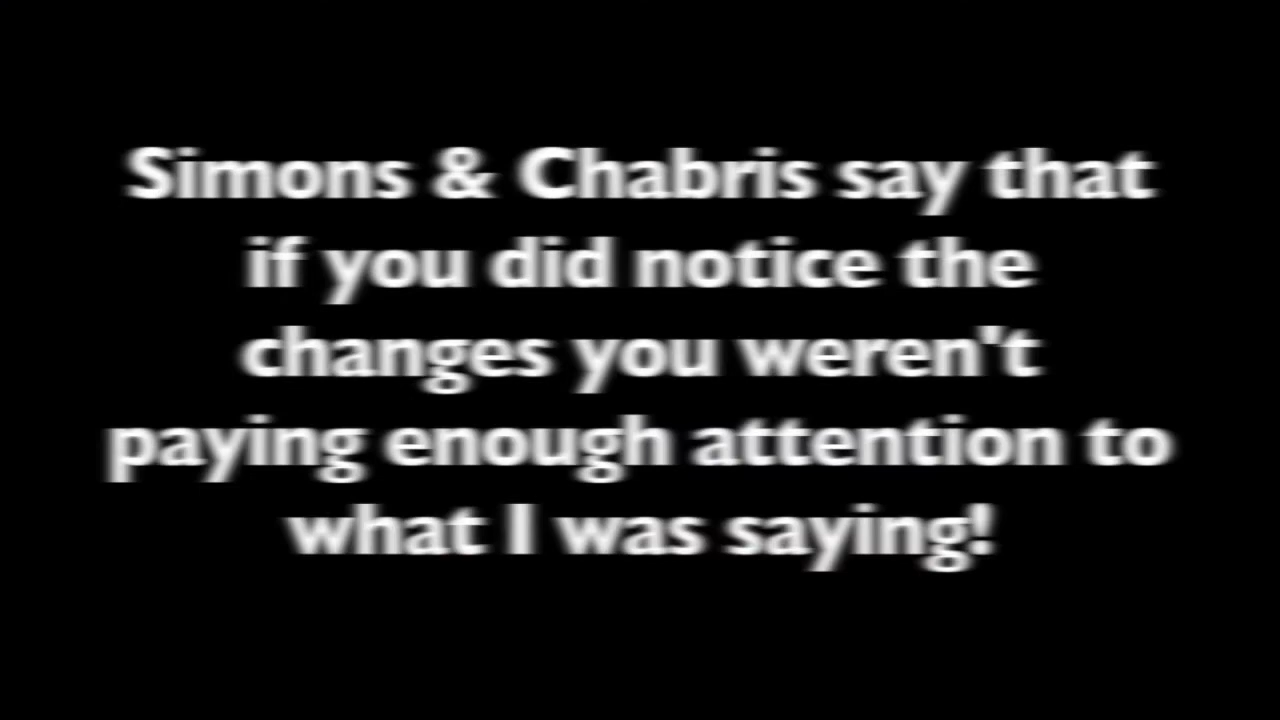 Simons & Chabris say that
if you did notice the
changes you weren't
paying enough attention to
what I was saying!